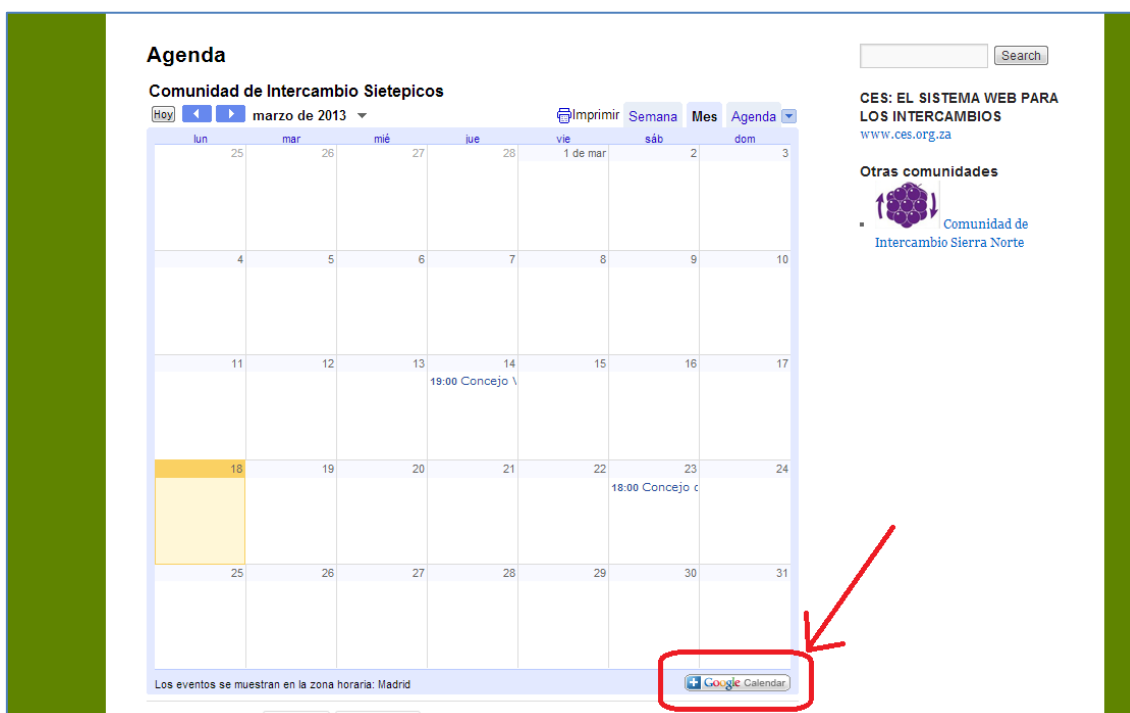 Agenda
Search
Comunidad de Intercambio Sietepicos
Hoy marzo de 2013 Imprimir Semana Mes Agenda
lun mar mié jue vie sáb dom
25 26 27 28 1 de mar 2 3
4 5 6 7 8 9 10
11 12 13 14 15 16 17
19:00 Concejo
18 19 20 21 22 23 24
18:00 Concejo
25 26 27 28 29 30 31
Los eventos se muestran en la zona horaria: Madrid
Google Calendar
CES: EL SISTEMA WEB PARA
LOS INTERCAMBIOS
www.ces.org.za
Otras comunidades
Comunidad de
Intercambio Sierra Norte